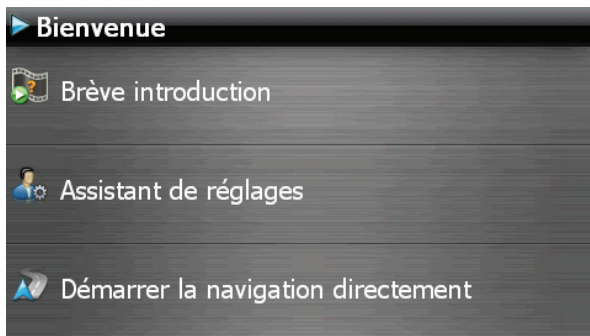 Bienvenue
Brève introduction
Assistant de réglages
Démarrer la navigation directement